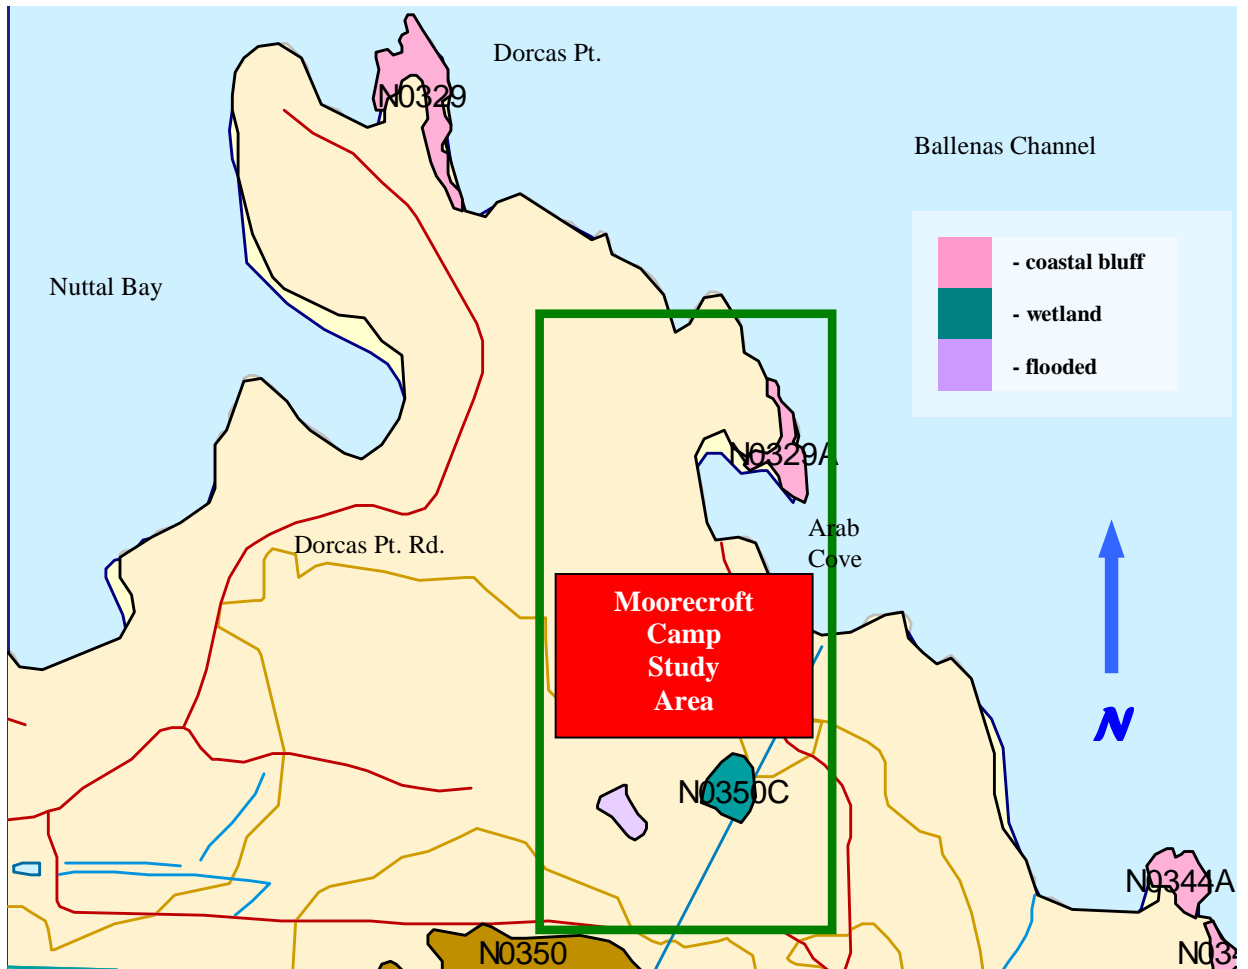 Dorcas Pt.
N0329
Ballenas Channel
- coastal bluff
Nuttal Bay
- wetland
- flooded
N0329A
Arab
Cove
Dorcas Pt. Rd.
Moorecroft
Camp
Study
Area
N
N0350C
N0344A
N0350
N034